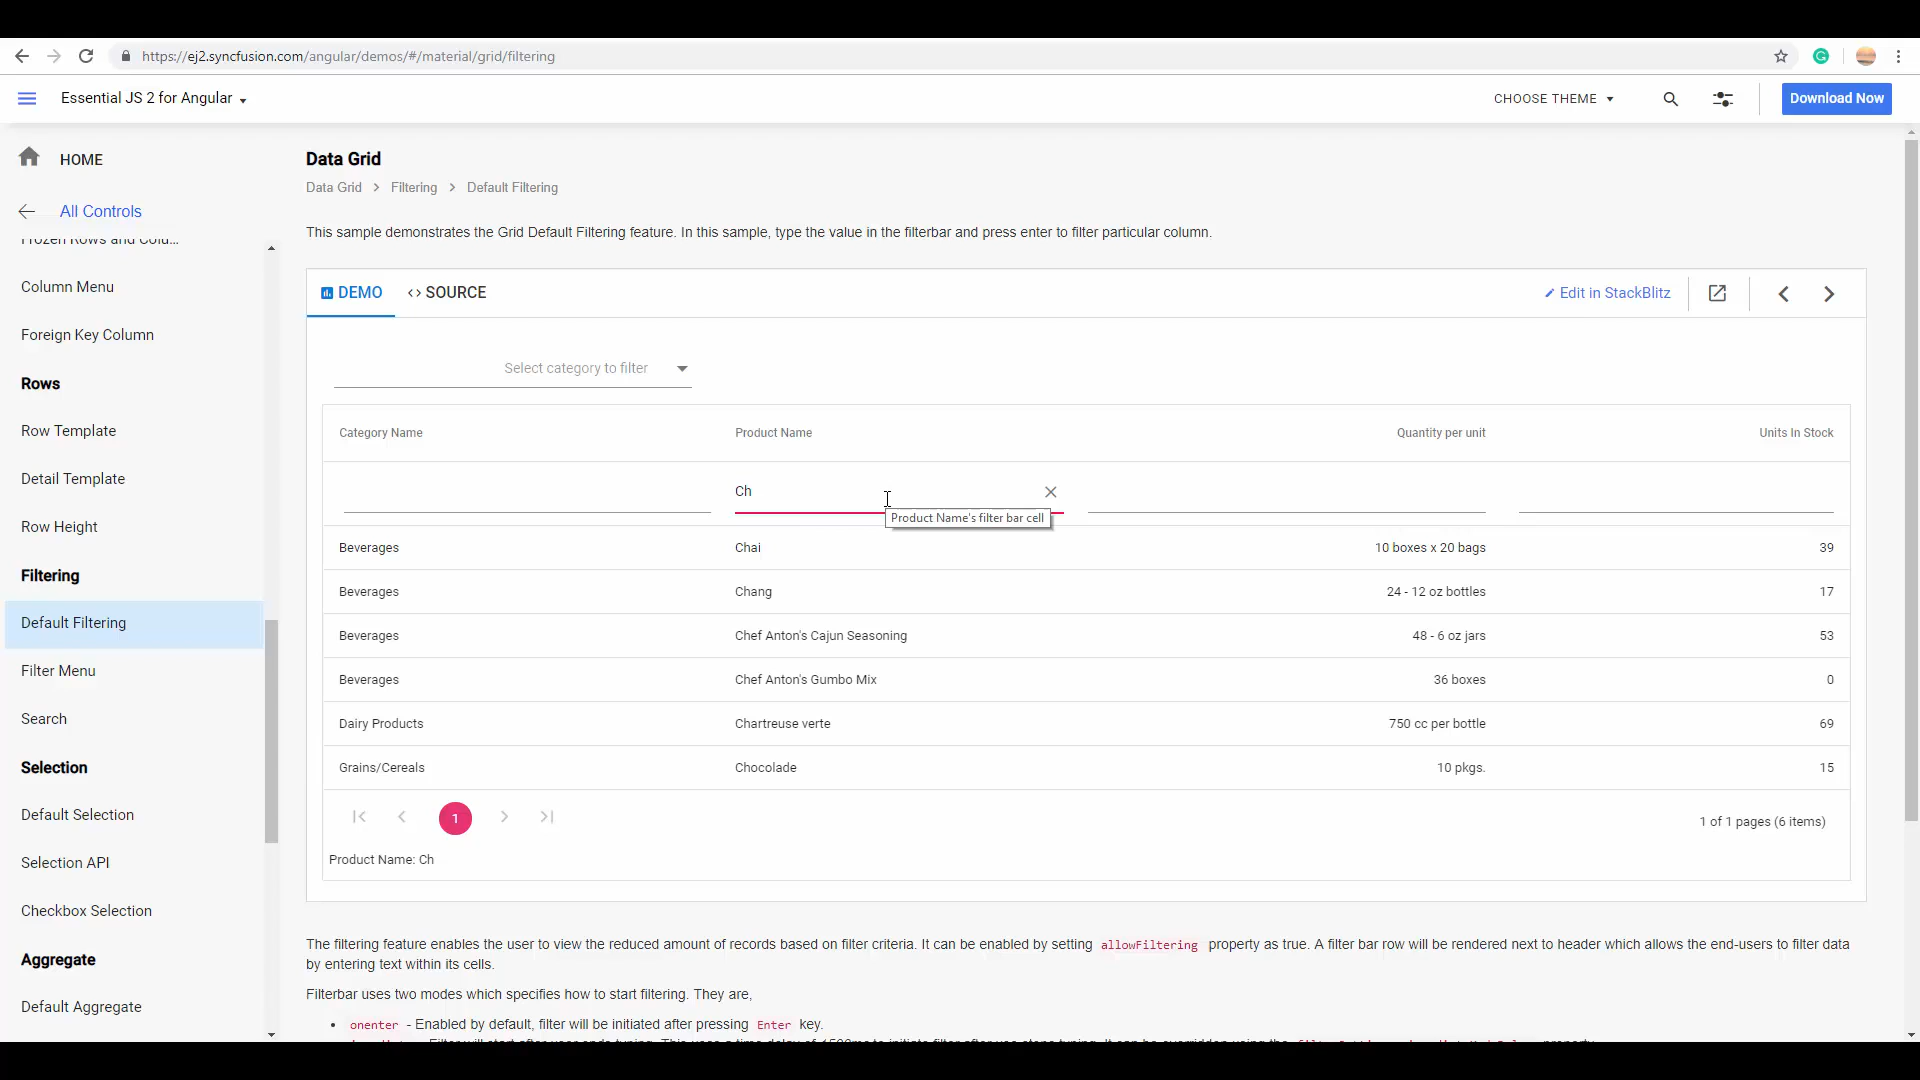 https://ej2.syncfusion.com/angular/demos/#/material/grid/filtering
Essential JS 2 for Angular
CHOOSE THEME
Download Now
HOME
All Controls
Frozen Rows and Colu...
Column Menu
Foreign Key Column
Rows
Row Template
Detail Template
Row Height
Filtering
Default Filtering
Filter Menu
Search
Selection
Default Selection
Selection API
Checkbox Selection
Aggregate
Default Aggregate
Data Grid
Data Grid > Filtering > Default Filtering
This sample demonstrates the Grid Default Filtering feature. In this sample, type the value in the filterbar and press enter to filter particular column.
DEMO
<> SOURCE
Edit in StackBlitz
Select category to filter
Category Name Product Name Quantity per unit Units In Stock
Ch
Product Name's filter bar cell
Beverages Chai 10 boxes x 20 bags 39
Beverages Chang 24 - 12 oz bottles 17
Beverages Chef Anton's Cajun Seasoning 48 - 6 oz jars 53
Beverages Chef Anton's Gumbo Mix 36 boxes 0
Dairy Products Chartreuse verte 750 cc per bottle 69
Grains/Cereals Chocolade 10 pkgs. 15
1
1 of 1 pages (6 items)
Product Name: Ch
The filtering feature enables the user to view the reduced amount of records based on filter criteria. It can be enabled by setting allowFiltering property as true. A filter bar row will be rendered next to header which allows the end-users to filter data
by entering text within its cells.
Filterbar uses two modes which specifies how to start filtering. They are,
• onenter - Enabled by default, filter will be initiated after pressing Enter key.